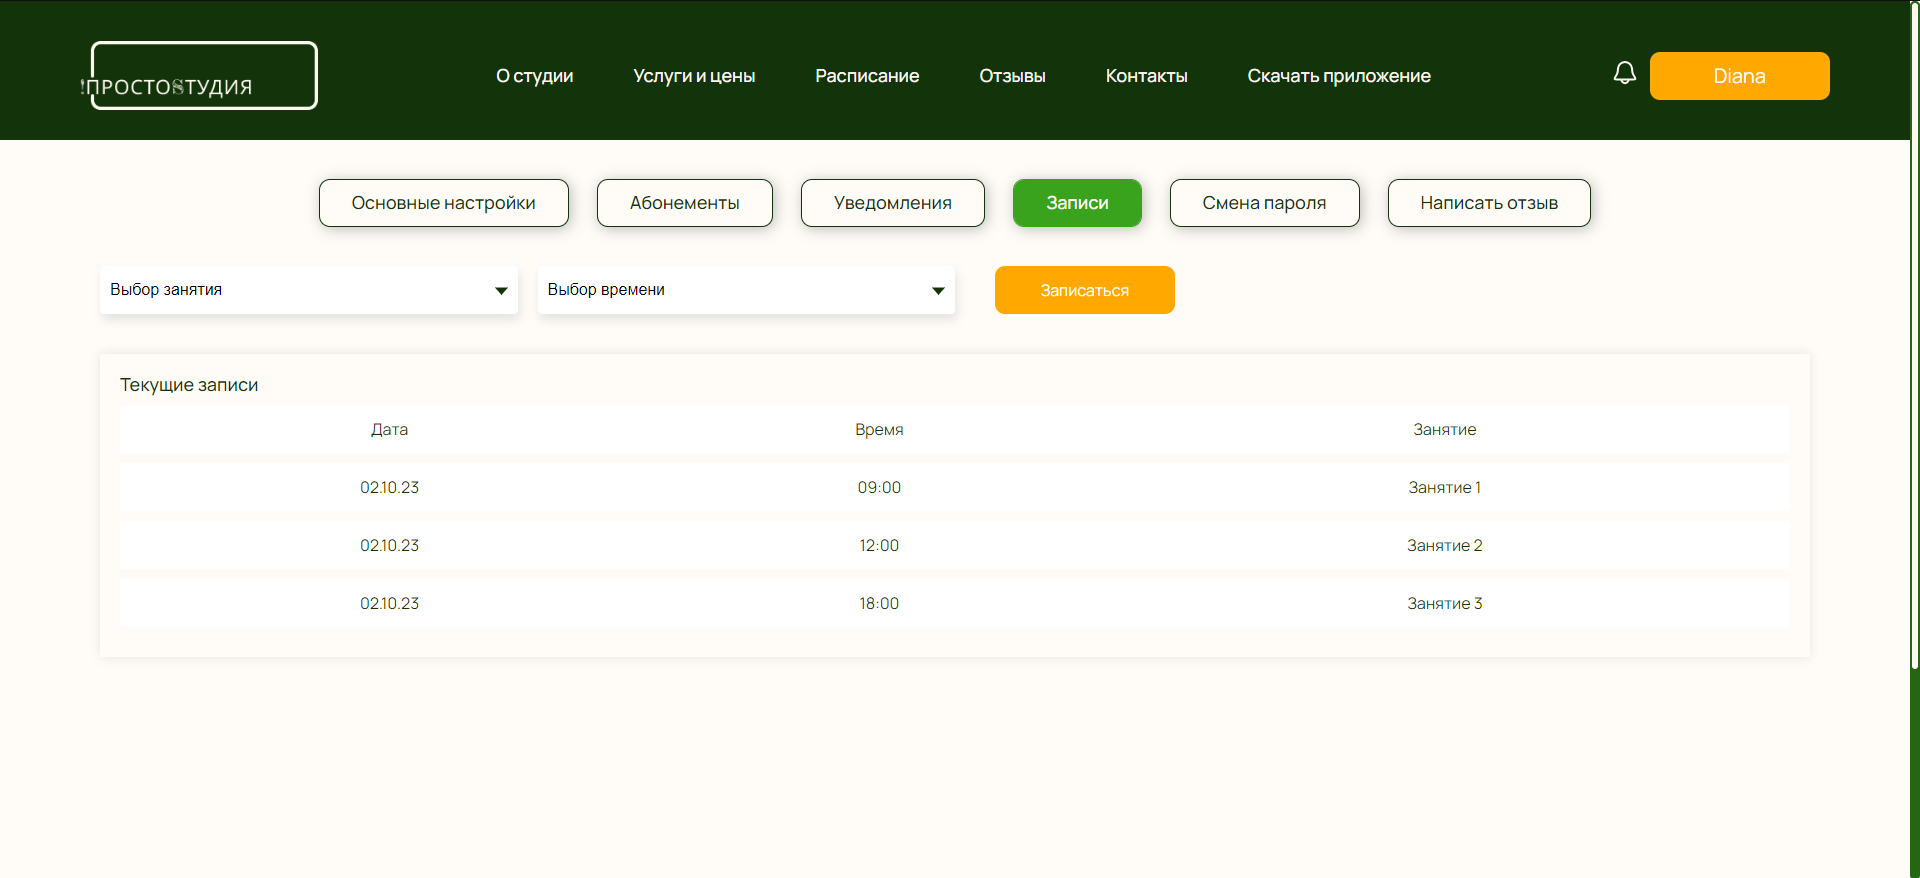 !ПРОСТОSТУДИЯ
О студии Услуги и цены Расписание Отзывы Контакты Скачать приложение Diana
Основные настройки Абонементы Уведомления Записи Смена пароля Написать отзыв
Выбор занятия Выбор времени Записаться
Текущие записи
Дата Время Занятие
02.10.23 09:00 Занятие 1
02.10.23 12:00 Занятие 2
02.10.23 18:00 Занятие 3